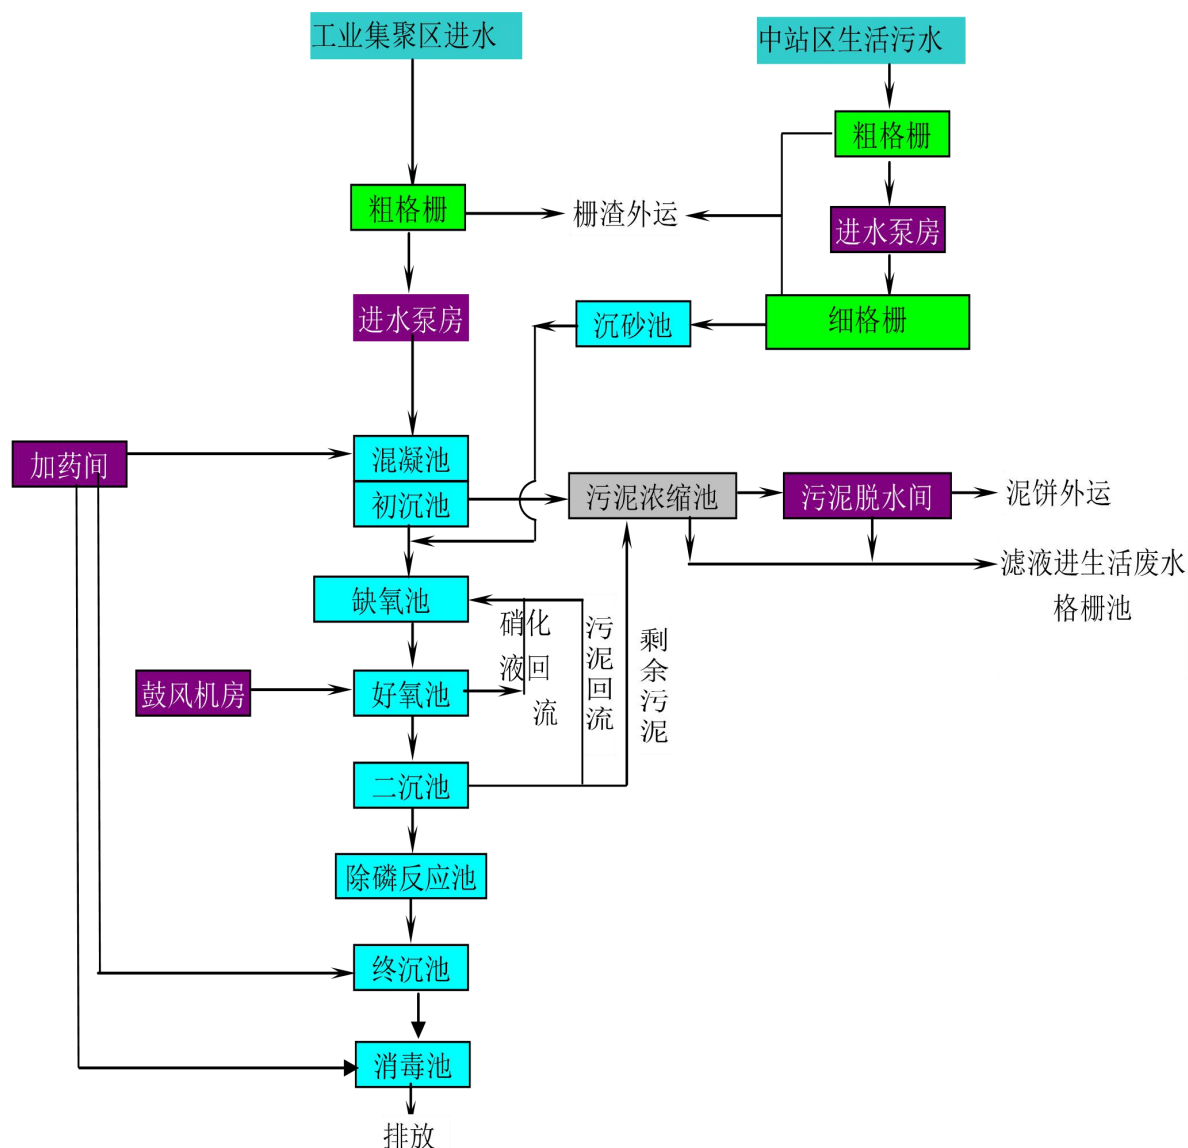 工业集聚区进水
中站区生活污水
粗格栅
粗格栅
栅渣外运
进水泵房
进水泵房
沉砂池
细格栅
加药间
混凝池
初沉池
污泥浓缩池
污泥脱水间
泥饼外运
滤液进生活废水
格栅池
缺氧池
硝化
液回
流
污泥回流
剩余污泥
鼓风机房
好氧池
二沉池
除磷反应池
终沉池
消毒池
排放